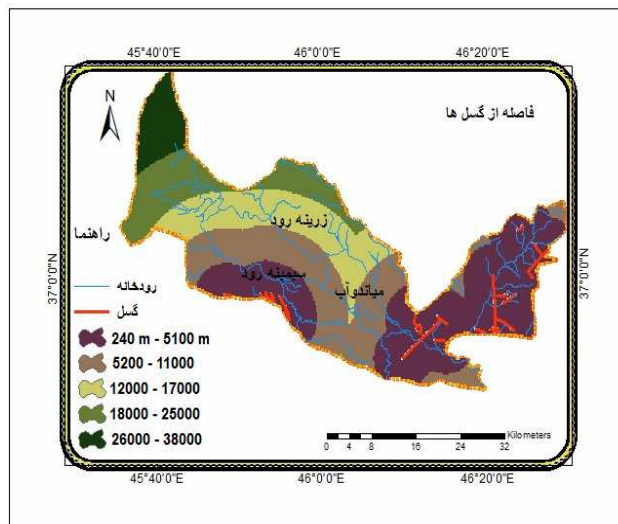 45°40'0"E 46°0'0"E 46°20'0"E
N
فاصله از گسل ها
زرینه رود
راهنما
سیمینه رود
میاندوآب
37°0'0"N 37°0'0"N
رودخانه
گسل
240 m - 5100 m
5200 - 11000
12000 - 17000
18000 - 25000
26000 - 38000
Kilometers
0 2 4 8 16 24 32
45°40'0"E 46°0'0"E 46°20'0"E